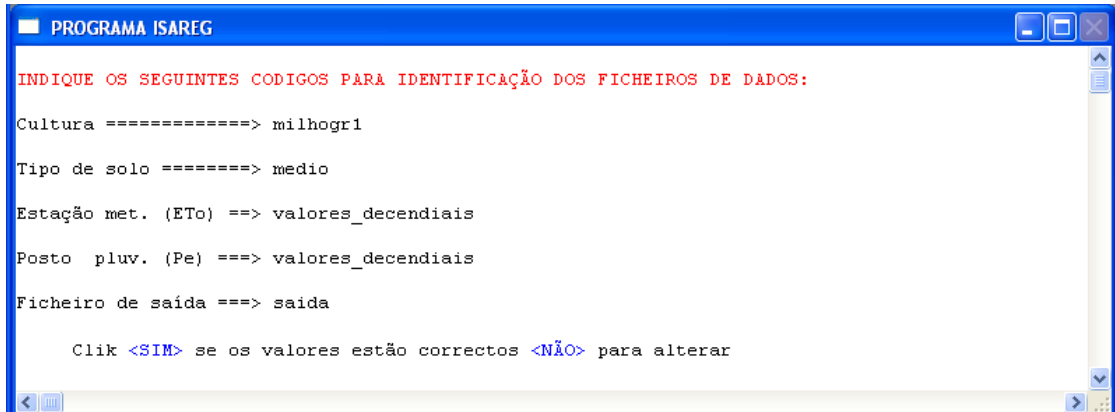 PROGRAMA ISAREG
INDIQUE OS SEGUINTES CODIGOS PARA IDENTIFICAÇÃO DOS FICHEIROS DE DADOS:
Cultura =============> milhogr1
Tipo de solo ========> medio
Estação met. (ETo) ==> valores_decendiais
Posto  pluv. (Pe) ===> valores_decendiais
Ficheiro de saída ===> saida
Clik <SIM> se os valores estão correctos <NÃO> para alterar